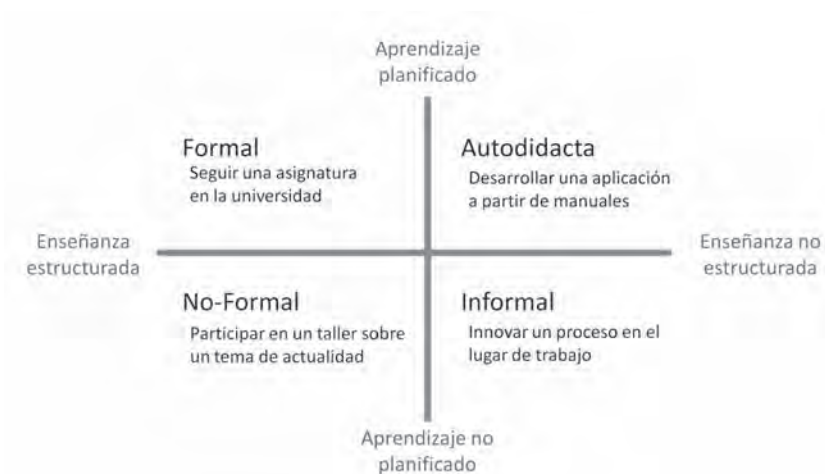 Aprendizaje
planificado
Formal
Seguir una asignatura
en la universidad
Autodidacta
Desarrollar una aplicación
a partir de manuales
Enseñanza
estructurada
Enseñanza no
estructurada
No-Formal
Participar en un taller sobre
un tema de actualidad
Informal
Innovar un proceso en el
lugar de trabajo
Aprendizaje no
planificado